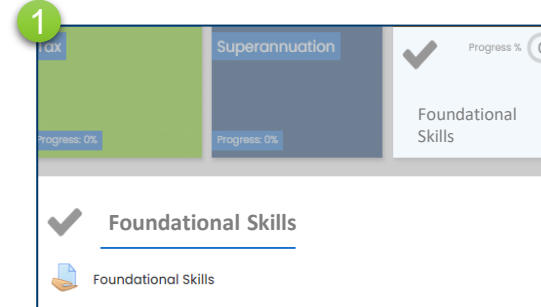 1
Tax
Superannuation
Progress %
Foundational
Skills
Progress: 0%
Progress: 0%
Foundational Skills
Foundational Skills